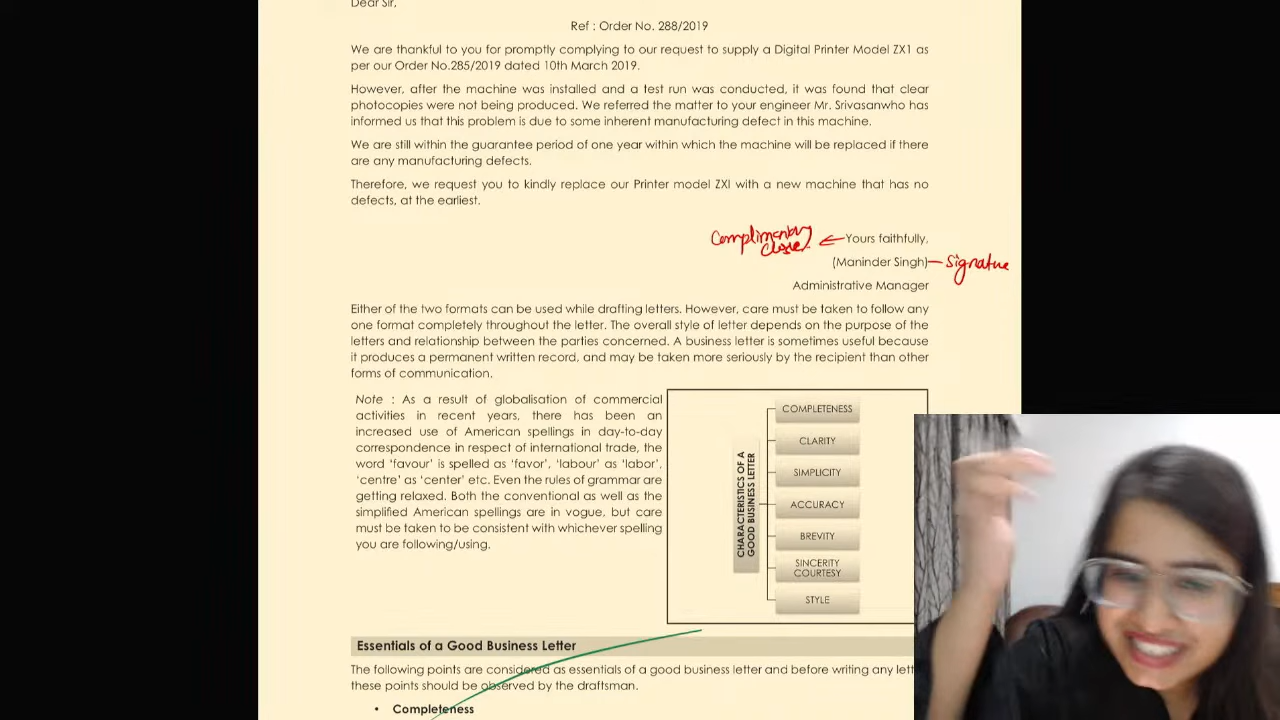 Dear Sir,
Ref : Order No. 288/2019
We are thankful to you for promptly complying to our request to supply a Digital Printer Model ZX1 as
per our Order No.285/2019 dated 10th March 2019.
However, after the machine was installed and a test run was conducted, it was found that clear
photocopies were not being produced. We referred the matter to your engineer Mr. Srivasanwho has
informed us that this problem is due to some inherent manufacturing defect in this machine.
We are still within the guarantee period of one year within which the machine will be replaced if there
are any manufacturing defects.
Therefore, we request you to kindly replace our Printer model ZXI with a new machine that has no
defects, at the earliest.
Complimentary
Close
Yours faithfully,
(Maninder Singh)
Signature
Administrative Manager
Either of the two formats can be used while drafting letters. However, care must be taken to follow any
one format completely throughout the letter. The overall style of letter depends on the purpose of the
letters and relationship between the parties concerned. A business letter is sometimes useful because
it produces a permanent written record, and may be taken more seriously by the recipient than other
forms of communication.
Note : As a result of globalisation of commercial
activities in recent years, there has been an
increased use of American spellings in day-to-day
correspondence in respect of international trade, the
word 'favour' is spelled as 'favor', 'labour' as 'labor',
'centre' as 'center' etc. Even the rules of grammar are
getting relaxed. Both the conventional as well as the
simplified American spellings are in vogue, but care
must be taken to be consistent with whichever spelling
you are following/using.
CHARACTERISTICS OF A
GOOD BUSINESS LETTER
COMPLETENESS
CLARITY
SIMPLICITY
ACCURACY
BREVITY
SINCERITY
COURTESY
STYLE
Essentials of a Good Business Letter
The following points are considered as essentials of a good business letter and before writing any lett
these points should be observed by the draftsman.
• Completeness